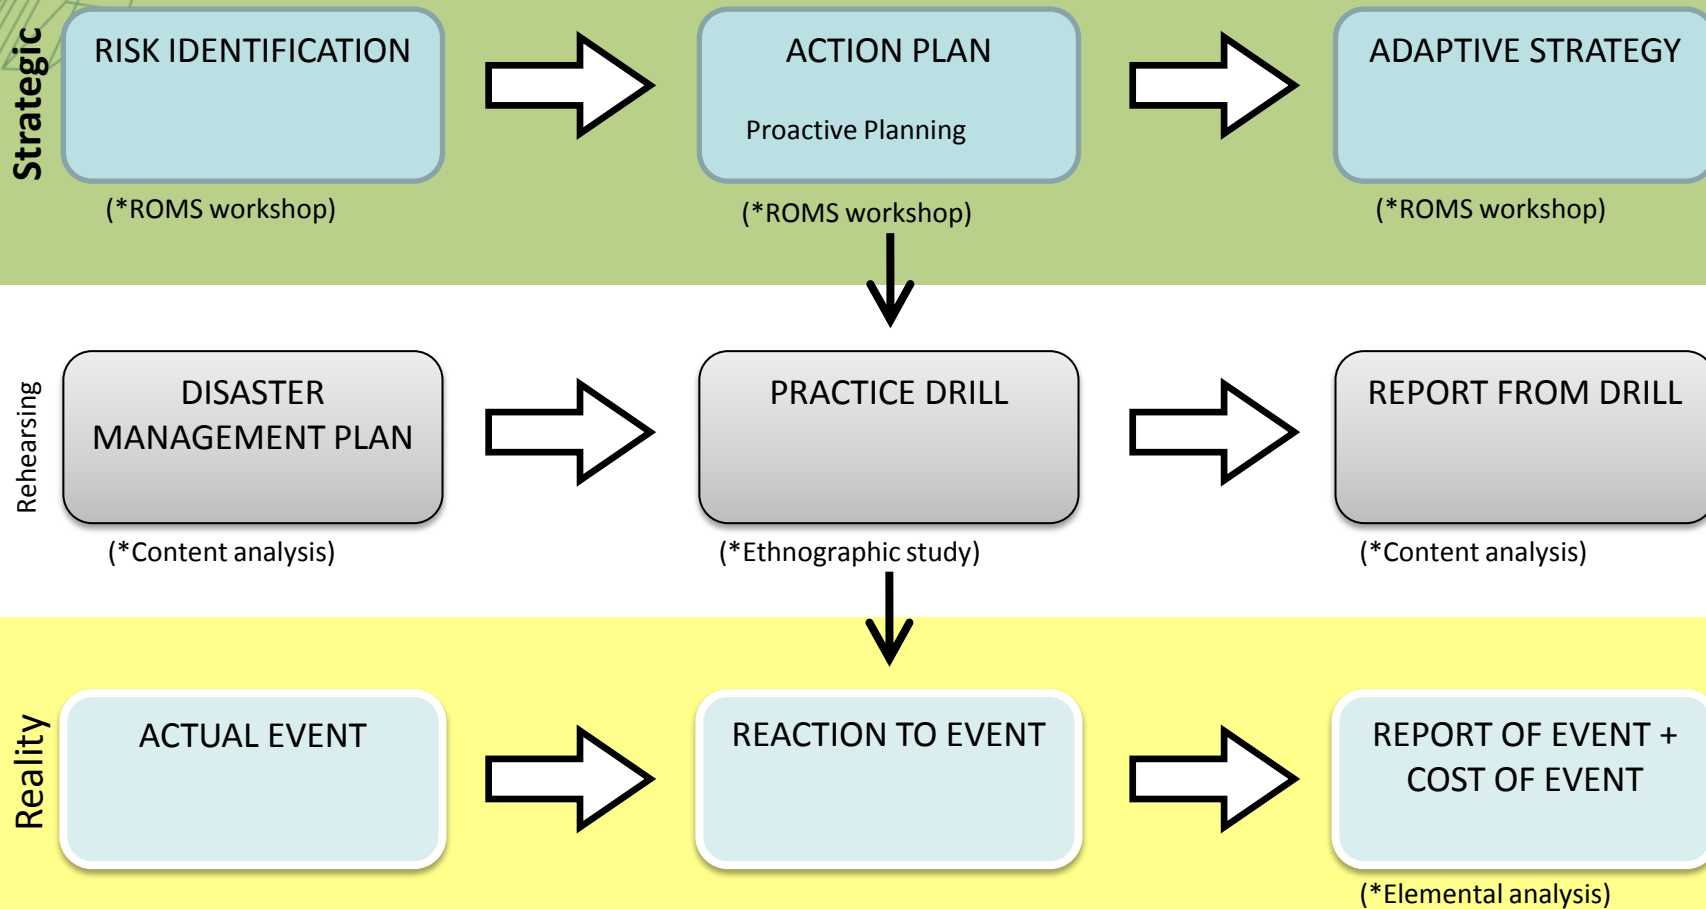 Strategic
RISK IDENTIFICATION
ACTION PLAN
Proactive Planning
ADAPTIVE STRATEGY
(*ROMS workshop)
(*ROMS workshop)
(*ROMS workshop)
Rehearsing
DISASTER
MANAGEMENT PLAN
PRACTICE DRILL
REPORT FROM DRILL
(*Content analysis)
(*Ethnographic study)
(*Content analysis)
Reality
ACTUAL EVENT
REACTION TO EVENT
REPORT OF EVENT +
COST OF EVENT
(*Elemental analysis)